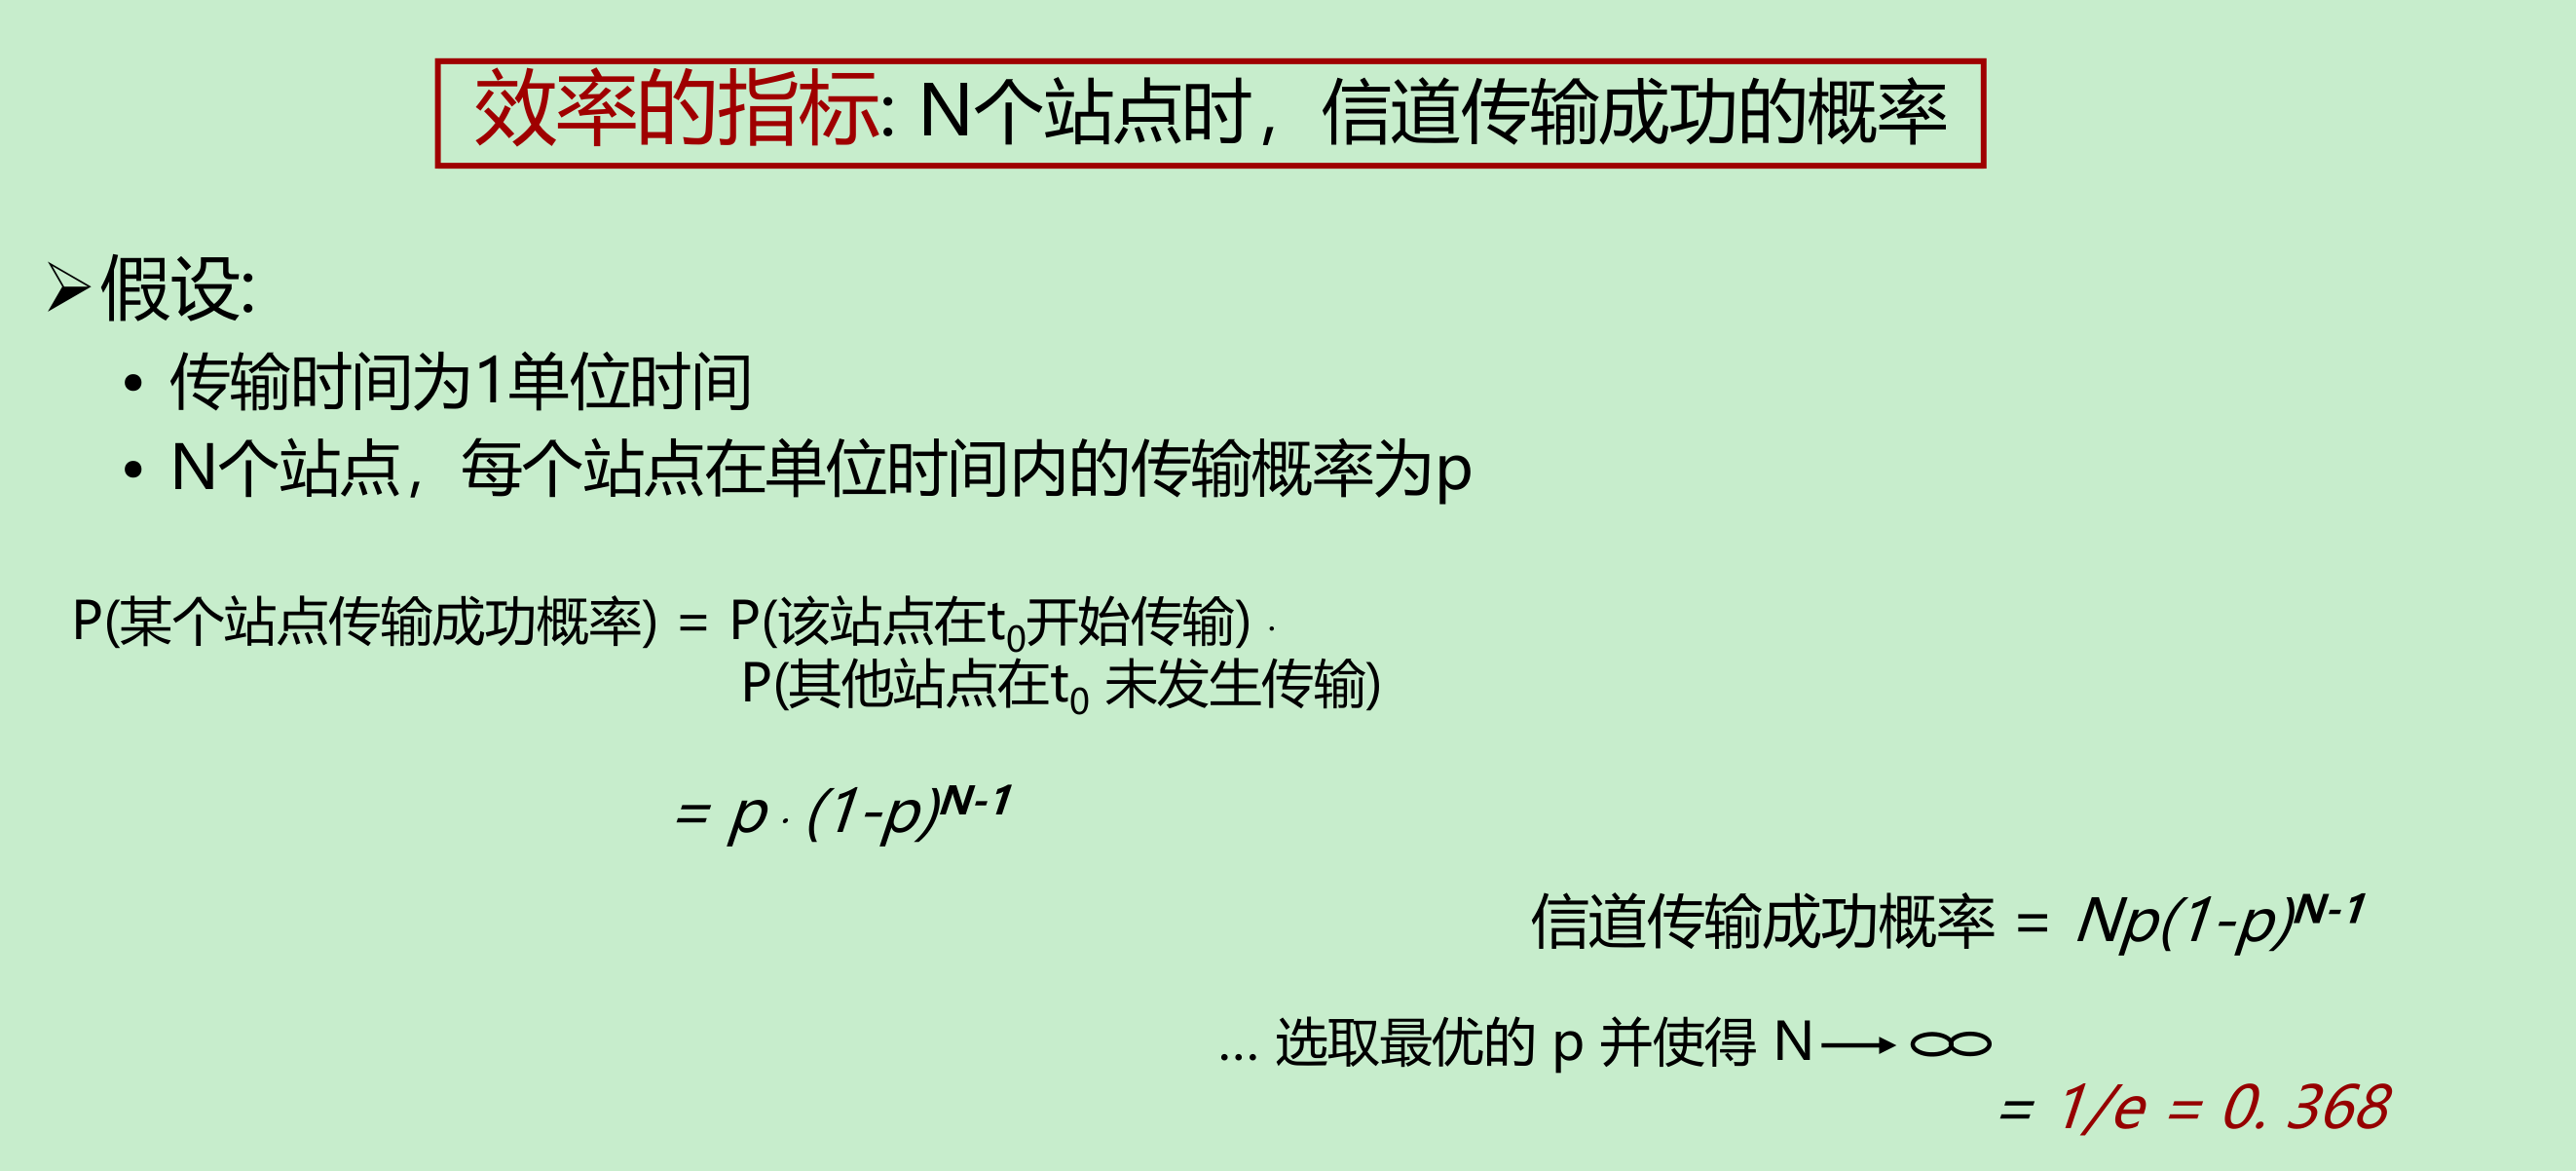 效率的指标: N个站点时，信道传输成功的概率
➢假设:
• 传输时间为1单位时间
• N个站点，每个站点在单位时间内的传输概率为p
P(某个站点传输成功概率) = P(该站点在t₀开始传输) ·
P(其他站点在t₀ 未发生传输)
= p · (1-p)ᴺ⁻¹
信道传输成功概率 = Np(1-p)ᴺ⁻¹
... 选取最优的 p 并使得 N→∞
= 1/e = 0. 368